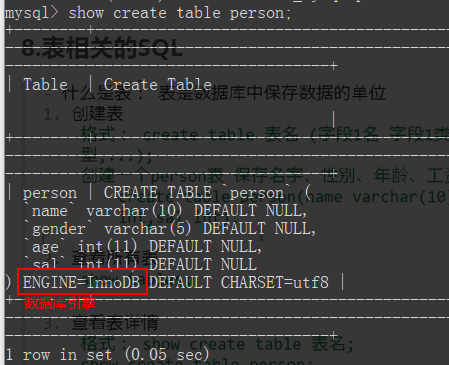 mysql> show create table person;
8.表相关的SQL
| Table | Create Table
什么是表: 表是数据库中保存数据的单位
|
1. 创建表
格式: create table 表名 (字段1名 字段1类
型,...);
创建一个person表 保存名字、性别、年龄、工资
| person | CREATE TABLE `person` (
`name` varchar(10) DEFAULT NULL,
`gender` varchar(5) DEFAULT NULL,
`age` int(11) DEFAULT NULL,
`sal` int(11) DEFAULT NULL
) ENGINE=InnoDB DEFAULT CHARSET=utf8 |
数据库引擎
3. 查看表详情
格式: show create table 表名;
show create table person;
1 row in set (0.05 sec)